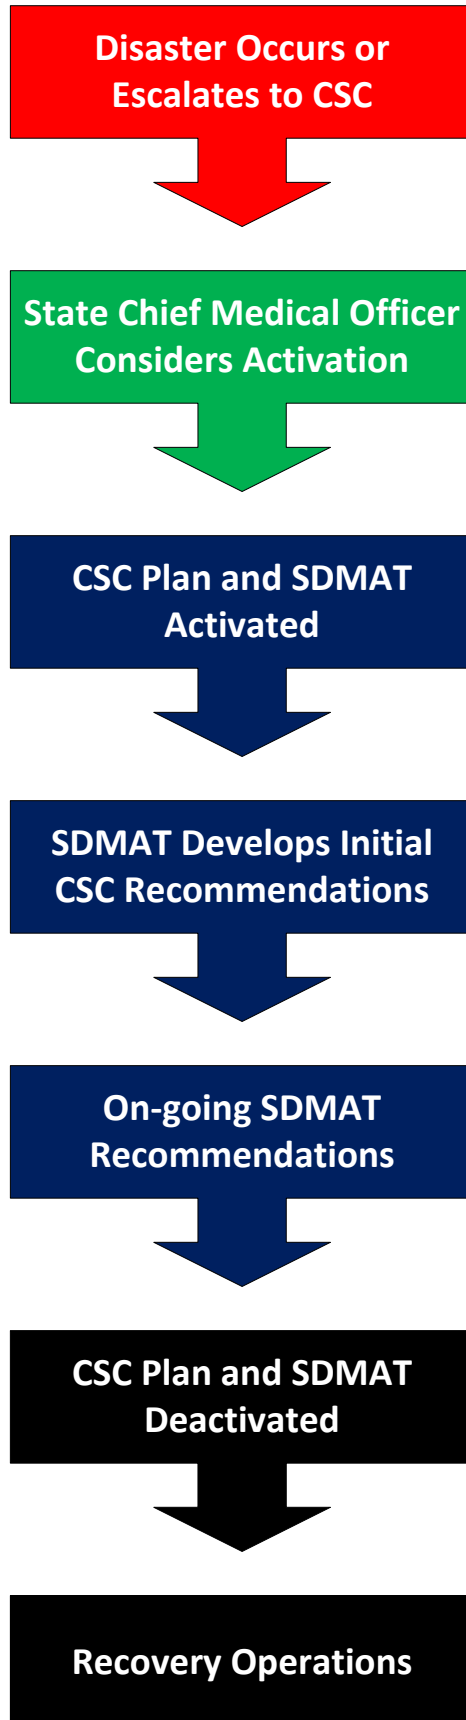 Disaster Occurs or
Escalates to CSC
State Chief Medical Officer
Considers Activation
CSC Plan and SDMAT
Activated
SDMAT Develops Initial
CSC Recommendations
On-going SDMAT
Recommendations
CSC Plan and SDMAT
Deactivated
Recovery Operations